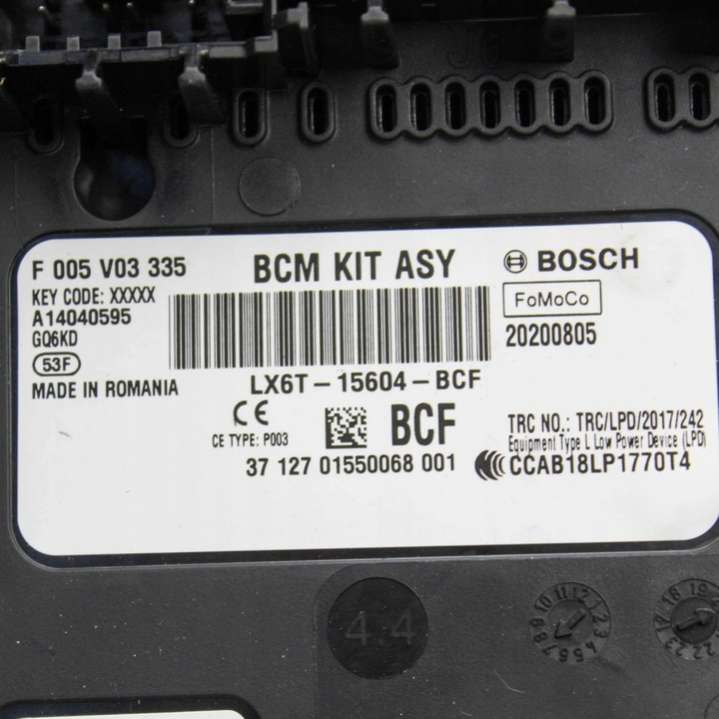 F 005 V03 335
BCM KIT ASY
BOSCH
KEY CODE: XXXXX
FoMoCo
A14040595
GQ6KD
20200805
53F
MADE IN ROMANIA
LX6T-15604-BCF
CE
CE TYPE: P003
BCF
TRC NO.: TRC/LPD/2017/242
Equipment Type L Low Power Device (LPD)
37 127 01550068 001
CCAB18LP1770T4
4.4